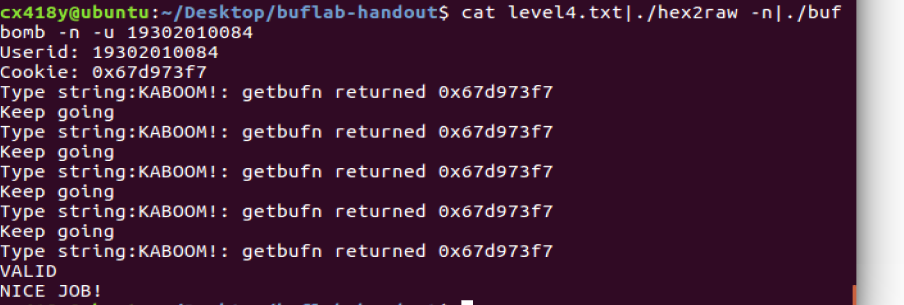 cx418y@ubuntu:~/Desktop/buflab-handout$ cat level4.txt|./hex2raw -n|./buf
bomb -n -u 19302010084
Userid: 19302010084
Cookie: 0x67d973f7
Type string:KABOOM!: getbufn returned 0x67d973f7
Keep going
Type string:KABOOM!: getbufn returned 0x67d973f7
Keep going
Type string:KABOOM!: getbufn returned 0x67d973f7
Keep going
Type string:KABOOM!: getbufn returned 0x67d973f7
Keep going
Type string:KABOOM!: getbufn returned 0x67d973f7
VALID
NICE JOB!